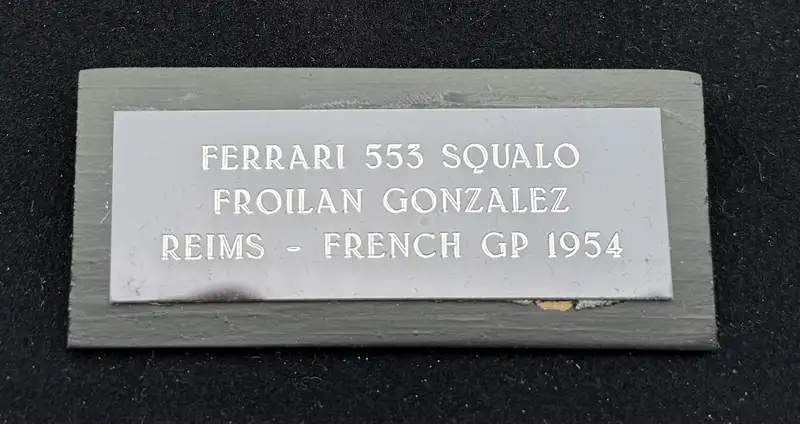 FERRARI 553 SQUALO
FROILAN GONZALEZ
REIMS - FRENCH GP 1954